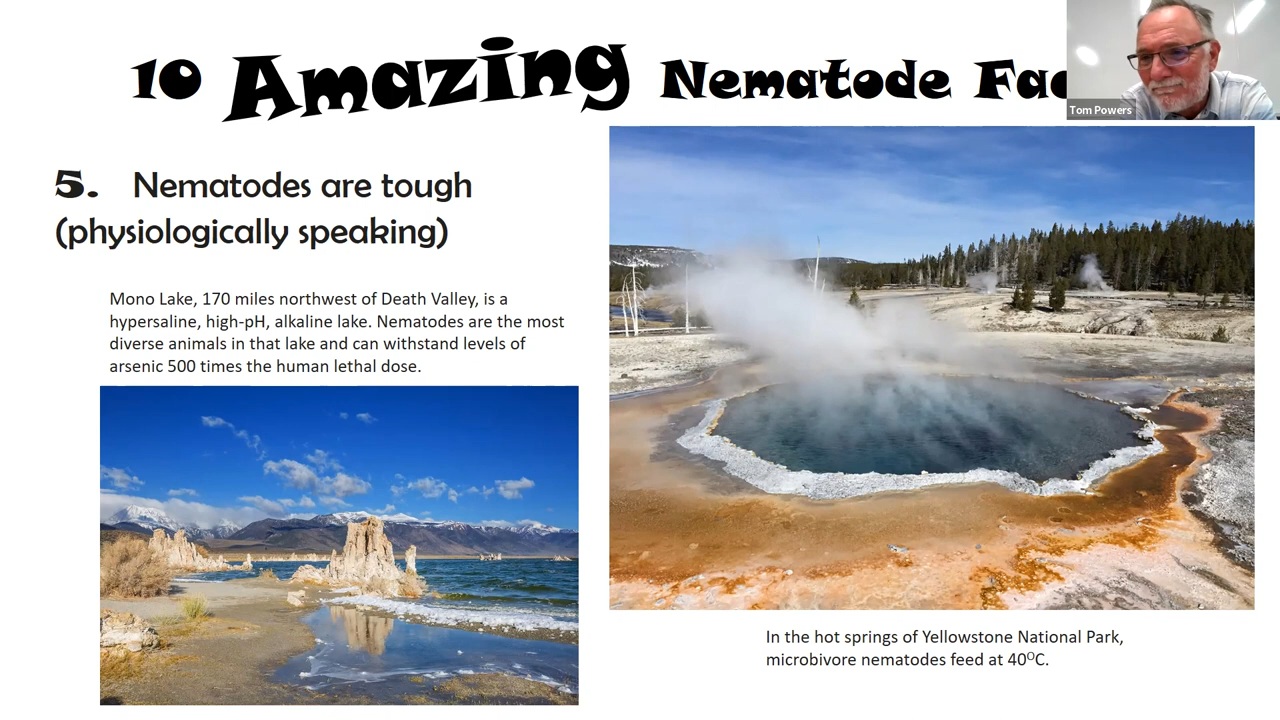 10 Amazing Nematode Fac
Tom Powers
5. Nematodes are tough
(physiologically speaking)
Mono Lake, 170 miles northwest of Death Valley, is a
hypersaline, high-pH, alkaline lake. Nematodes are the most
diverse animals in that lake and can withstand levels of
arsenic 500 times the human lethal dose.
In the hot springs of Yellowstone National Park,
microbivore nematodes feed at 40ᴼC.